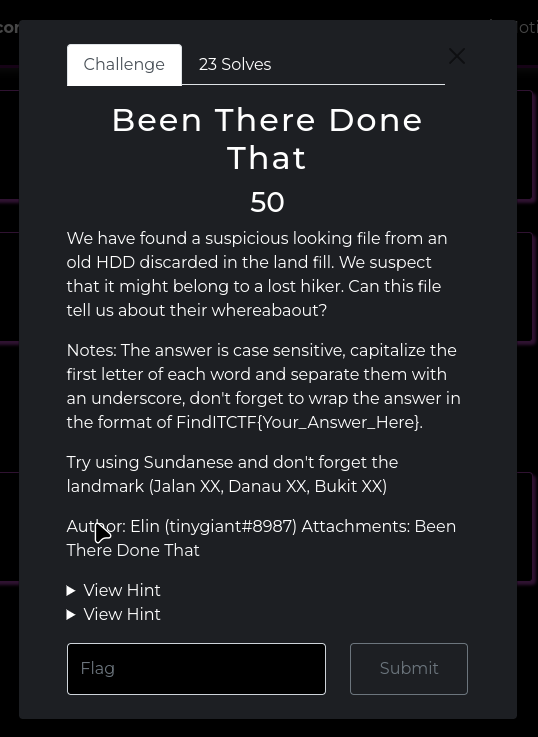 Challenge
23 Solves
Been There Done
That
50
We have found a suspicious looking file from an
old HDD discarded in the land fill. We suspect
that it might belong to a lost hiker. Can this file
tell us about their whereabaout?
Notes: The answer is case sensitive, capitalize the
first letter of each word and separate them with
an underscore, don't forget to wrap the answer in
the format of FindITCTF{Your_Answer_Here}.
Try using Sundanese and don't forget the
landmark (Jalan XX, Danau XX, Bukit XX)
Author: Elin (tinygiant#8987) Attachments: Been
There Done That
View Hint
View Hint
Flag
Submit